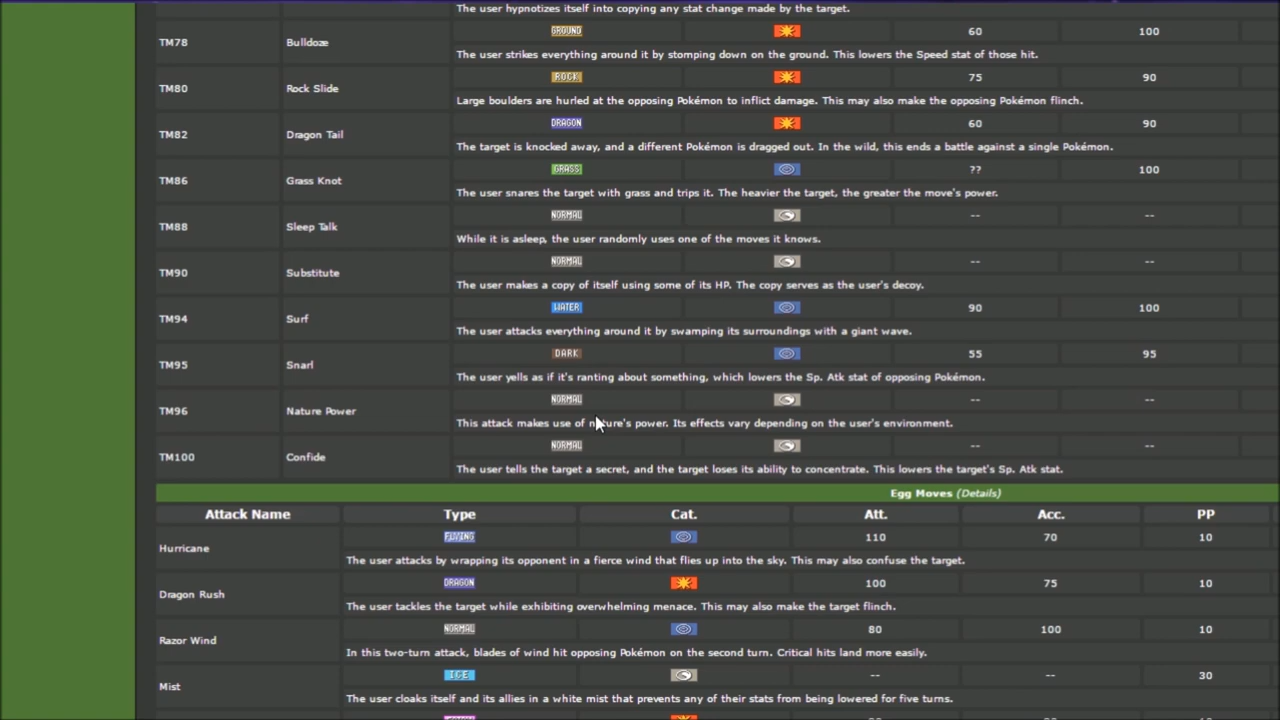 The user hypnotizes itself into copying any stat change made by the target.
TM78 Bulldoze GROUND 60 100
The user strikes everything around it by stomping down on the ground. This lowers the Speed stat of those hit.
TM80 Rock Slide ROCK 75 90
Large boulders are hurled at the opposing Pokémon to inflict damage. This may also make the opposing Pokémon flinch.
TM82 Dragon Tail DRAGON 60 90
The target is knocked away, and a different Pokémon is dragged out. In the wild, this ends a battle against a single Pokémon.
TM86 Grass Knot GRASS ?? 100
The user snares the target with grass and trips it. The heavier the target, the greater the move's power.
TM88 Sleep Talk NORMAL -- --
While it is asleep, the user randomly uses one of the moves it knows.
TM90 Substitute NORMAL -- --
The user makes a copy of itself using some of its HP. The copy serves as the user's decoy.
TM94 Surf WATER 90 100
The user attacks everything around it by swamping its surroundings with a giant wave.
TM95 Snarl DARK 55 95
The user yells as if it's ranting about something, which lowers the Sp. Atk stat of opposing Pokémon.
TM96 Nature Power NORMAL -- --
This attack makes use of nature's power. Its effects vary depending on the user's environment.
TM100 Confide NORMAL -- --
The user tells the target a secret, and the target loses its ability to concentrate. This lowers the target's Sp. Atk stat.
Egg Moves (Details)
Attack Name Type Cat. Att. Acc. PP
Hurricane FLYING 110 70 10
The user attacks by wrapping its opponent in a fierce wind that flies up into the sky. This may also confuse the target.
Dragon Rush DRAGON 100 75 10
The user tackles the target while exhibiting overwhelming menace. This may also make the target flinch.
Razor Wind NORMAL 80 100 10
In this two-turn attack, blades of wind hit opposing Pokémon on the second turn. Critical hits land more easily.
Mist ICE -- -- 30
The user cloaks itself and its allies in a white mist that prevents any of their stats from being lowered for five turns.